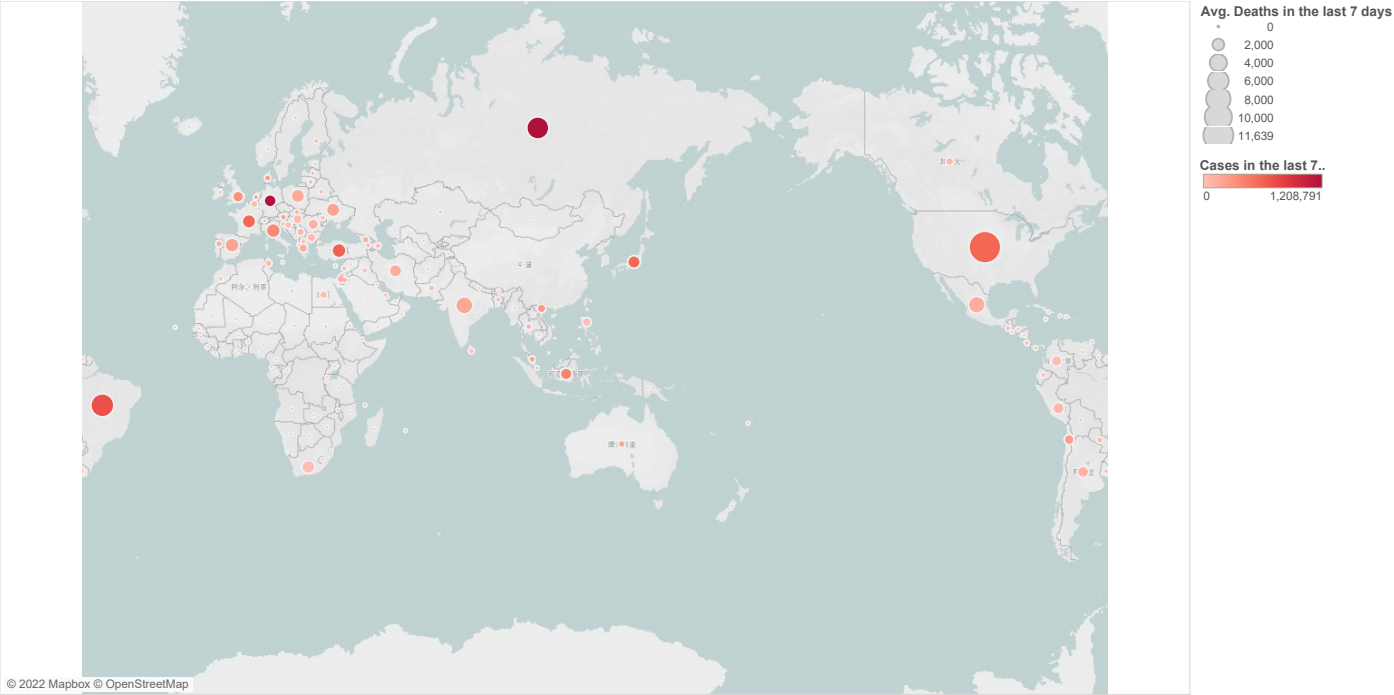 Avg. Deaths in the last 7 days
0
2,000
4,000
6,000
8,000
10,000
11,639
Cases in the last 7..
0 1,208,791
© 2022 Mapbox © OpenStreetMap